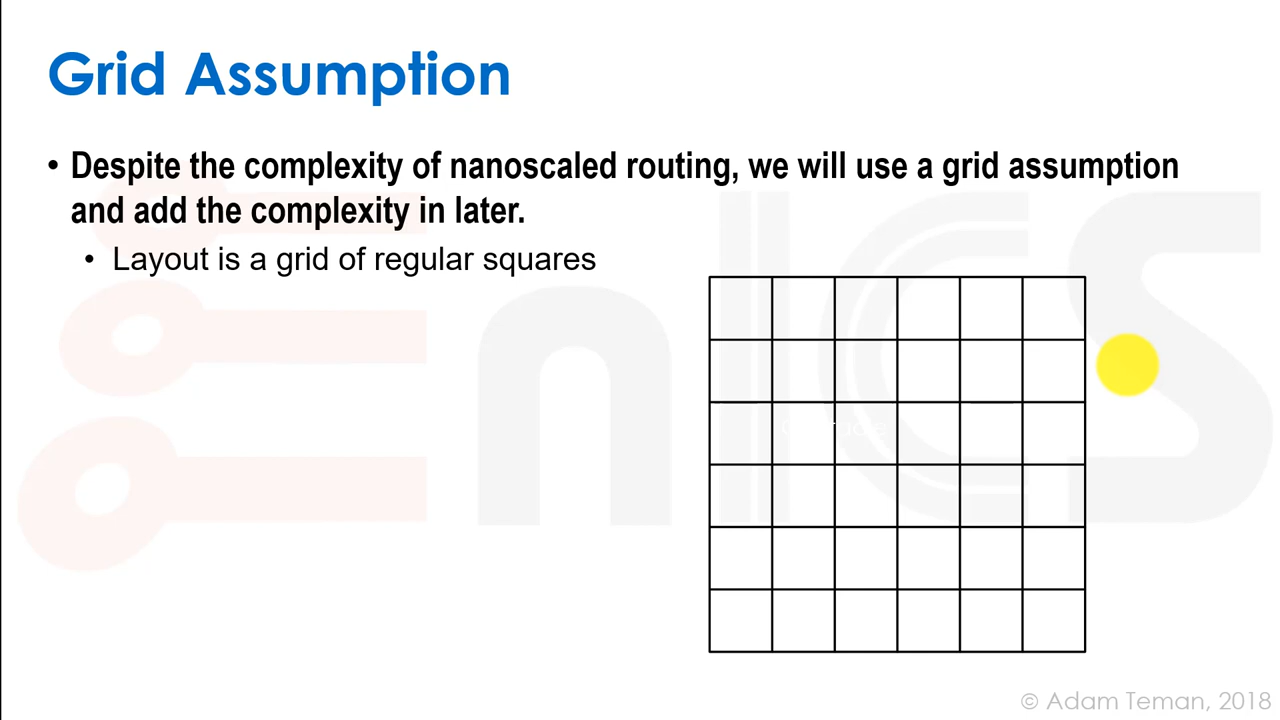 Grid Assumption
• Despite the complexity of nanoscaled routing, we will use a grid assumption
and add the complexity in later.
• Layout is a grid of regular squares
enICS
© Adam Teman, 2018